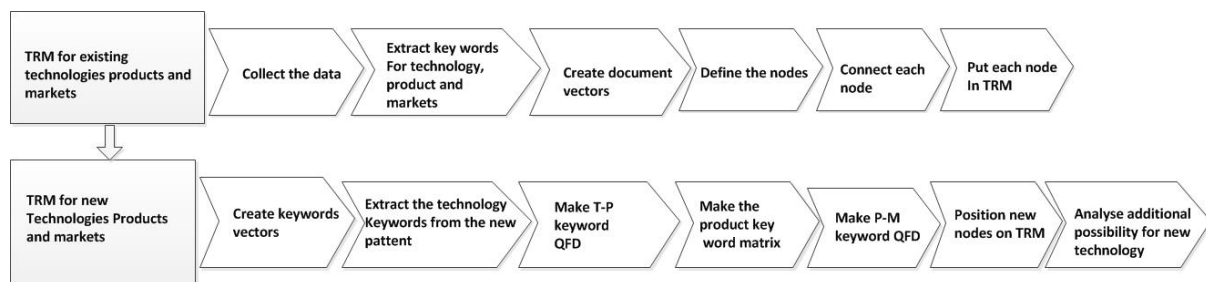 TRM for existing
technologies products and
markets
Collect the data
Extract key words
For technology,
product and
markets
Create document
vectors
Define the nodes
Connect each
node
Put each node
In TRM
TRM for new
Technologies Products
and markets
Create keywords
vectors
Extract the technology
Keywords from the new
pattent
Make T-P
keyword
QFD
Make the
product key
word matrix
Make P-M
keyword QFD
Position new
nodes on TRM
Analyse additional
possibility for new
technology